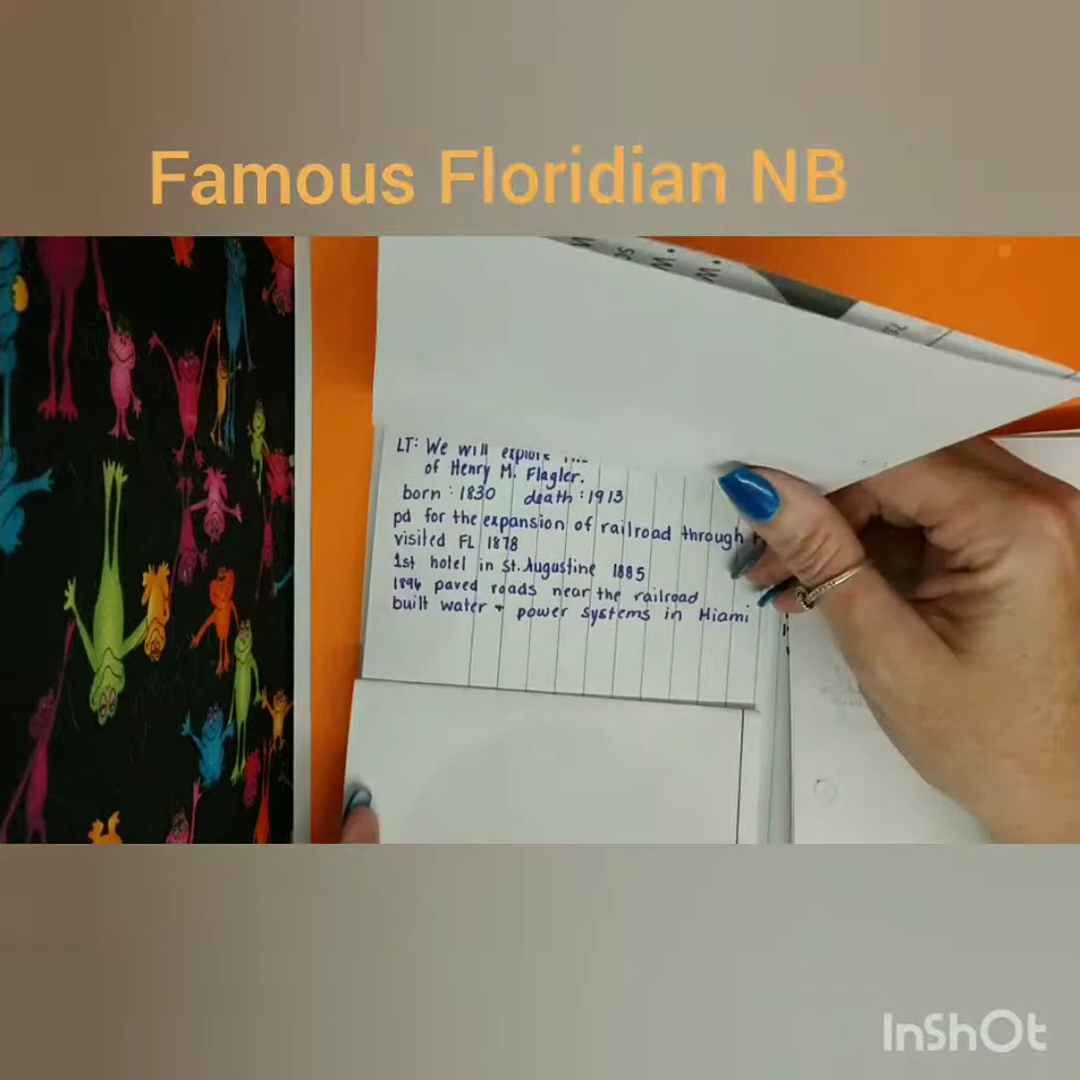 Famous Floridian NB
LT: We will explore
of Henry M. Flagler.
born : 1830 death : 1913
pd for the expansion of railroad through
visited FL 1878
1st hotel in St. Augustine 1885
1896 paved roads near the railroad
built water + power systems in Miami
InShOt